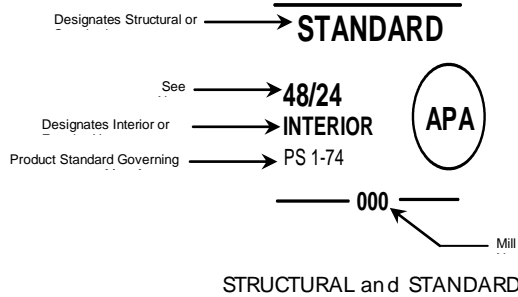 Designates Structural or
STANDARD
See
48/24
Designates Interior or
INTERIOR
APA
Product Standard Governing
PS 1-74
000
Mill
STRUCTURAL and STANDARD